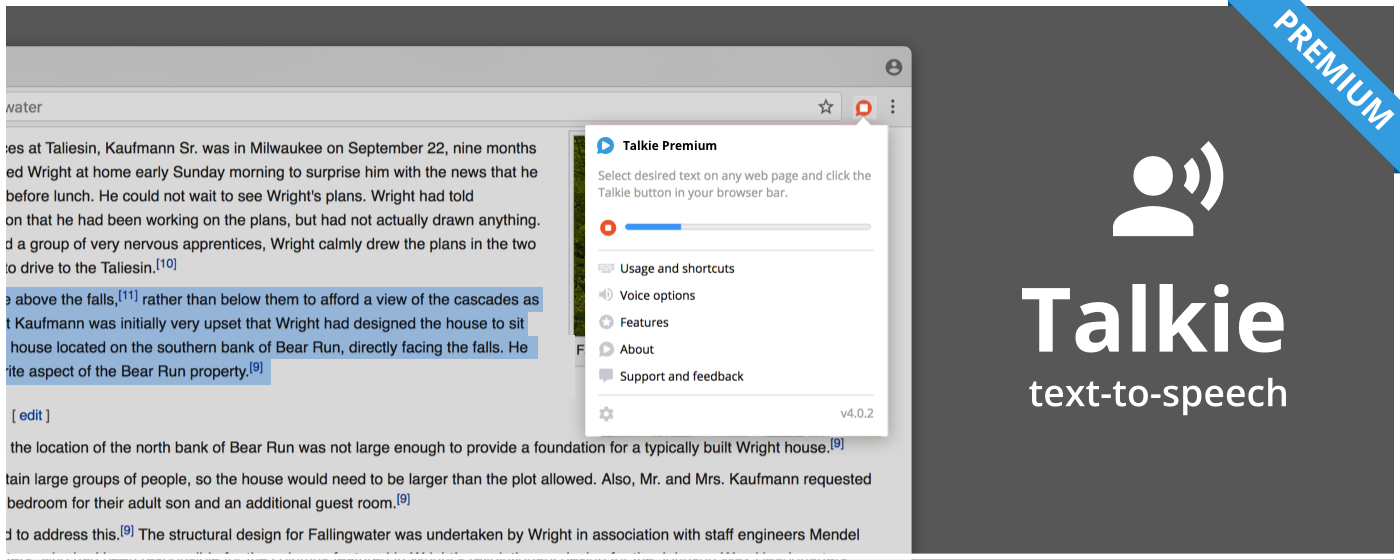 water
ces at Taliesin, Kaufmann Sr. was in Milwaukee on September 22, nine months
ed Wright at home early Sunday morning to surprise him with the news that he
before lunch. He could not wait to see Wright's plans. Wright had told
on that he had been working on the plans, but had not actually drawn anything.
d a group of very nervous apprentices, Wright calmly drew the plans in the two
to drive to the Taliesin.[10]
e above the falls,[11] rather than below them to afford a view of the cascades as
t Kaufmann was initially very upset that Wright had designed the house to sit
house located on the southern bank of Bear Run, directly facing the falls. He
rite aspect of the Bear Run property.[9]
[ edit ]
the location of the north bank of Bear Run was not large enough to provide a foundation for a typically built Wright house.[9]
tain large groups of people, so the house would need to be larger than the plot allowed. Also, Mr. and Mrs. Kaufmann requested
bedroom for their adult son and an additional guest room.[9]
d to address this.[9] The structural design for Fallingwater was undertaken by Wright in association with staff engineers Mendel
F
Talkie Premium
Select desired text on any web page and click the
Talkie button in your browser bar.
Usage and shortcuts
Voice options
Features
About
Support and feedback
v4.0.2
PREMIUM
Talkie
text-to-speech